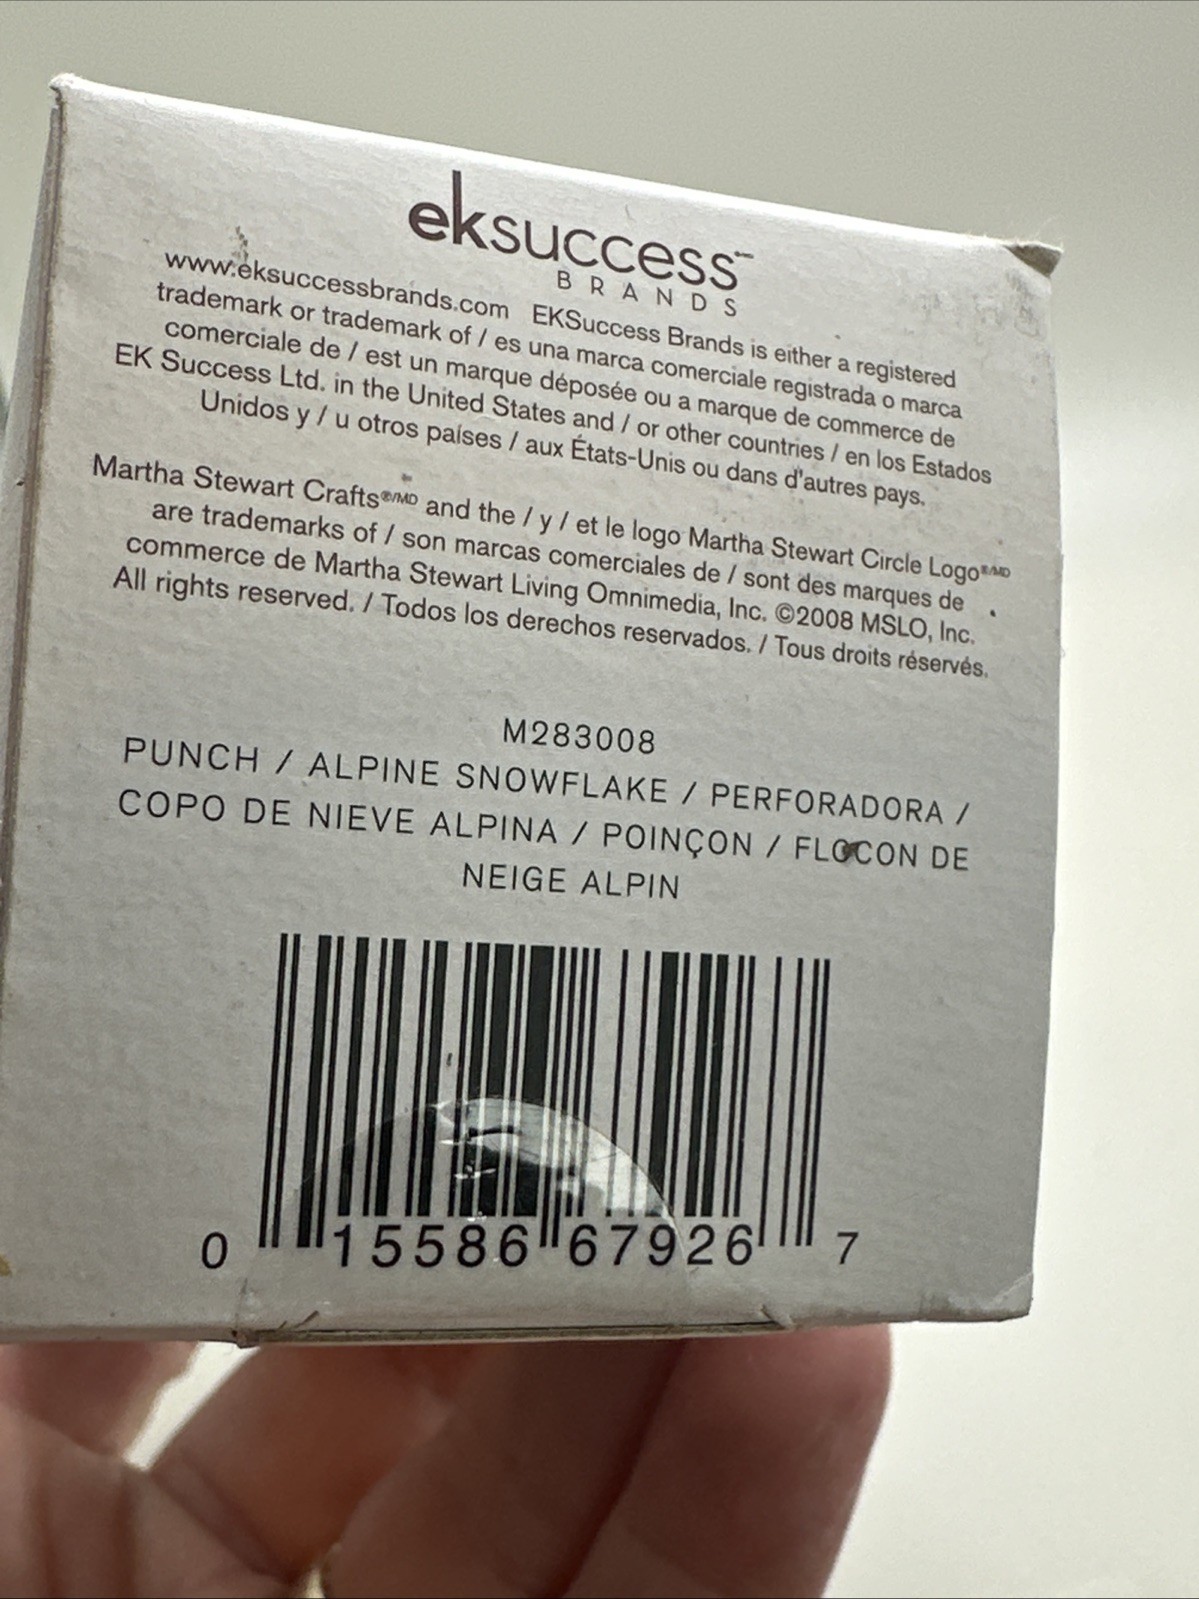 eksuccess™
BRANDS
www.eksuccessbrands.com EKSuccess Brands is either a registered
trademark or trademark of / es una marca comerciale registrada o marca
comerciale de / est un marque déposée ou a marque de commerce de
EK Success Ltd. in the United States and / or other countries / en los Estados
Unidos y / u otros países / aux États-Unis ou dans d'autres pays.
Martha Stewart Crafts®/MD and the / y / et le logo Martha Stewart Circle Logo®/MD
are trademarks of / son marcas comerciales de / sont des marques de
commerce de Martha Stewart Living Omnimedia, Inc. ©2008 MSLO, Inc.
All rights reserved. / Todos los derechos reservados. / Tous droits réservés.
M283008
PUNCH / ALPINE SNOWFLAKE / PERFORADORA /
COPO DE NIEVE ALPINA / POINÇON / FLOCON DE
NEIGE ALPIN
0 15586 67926 7